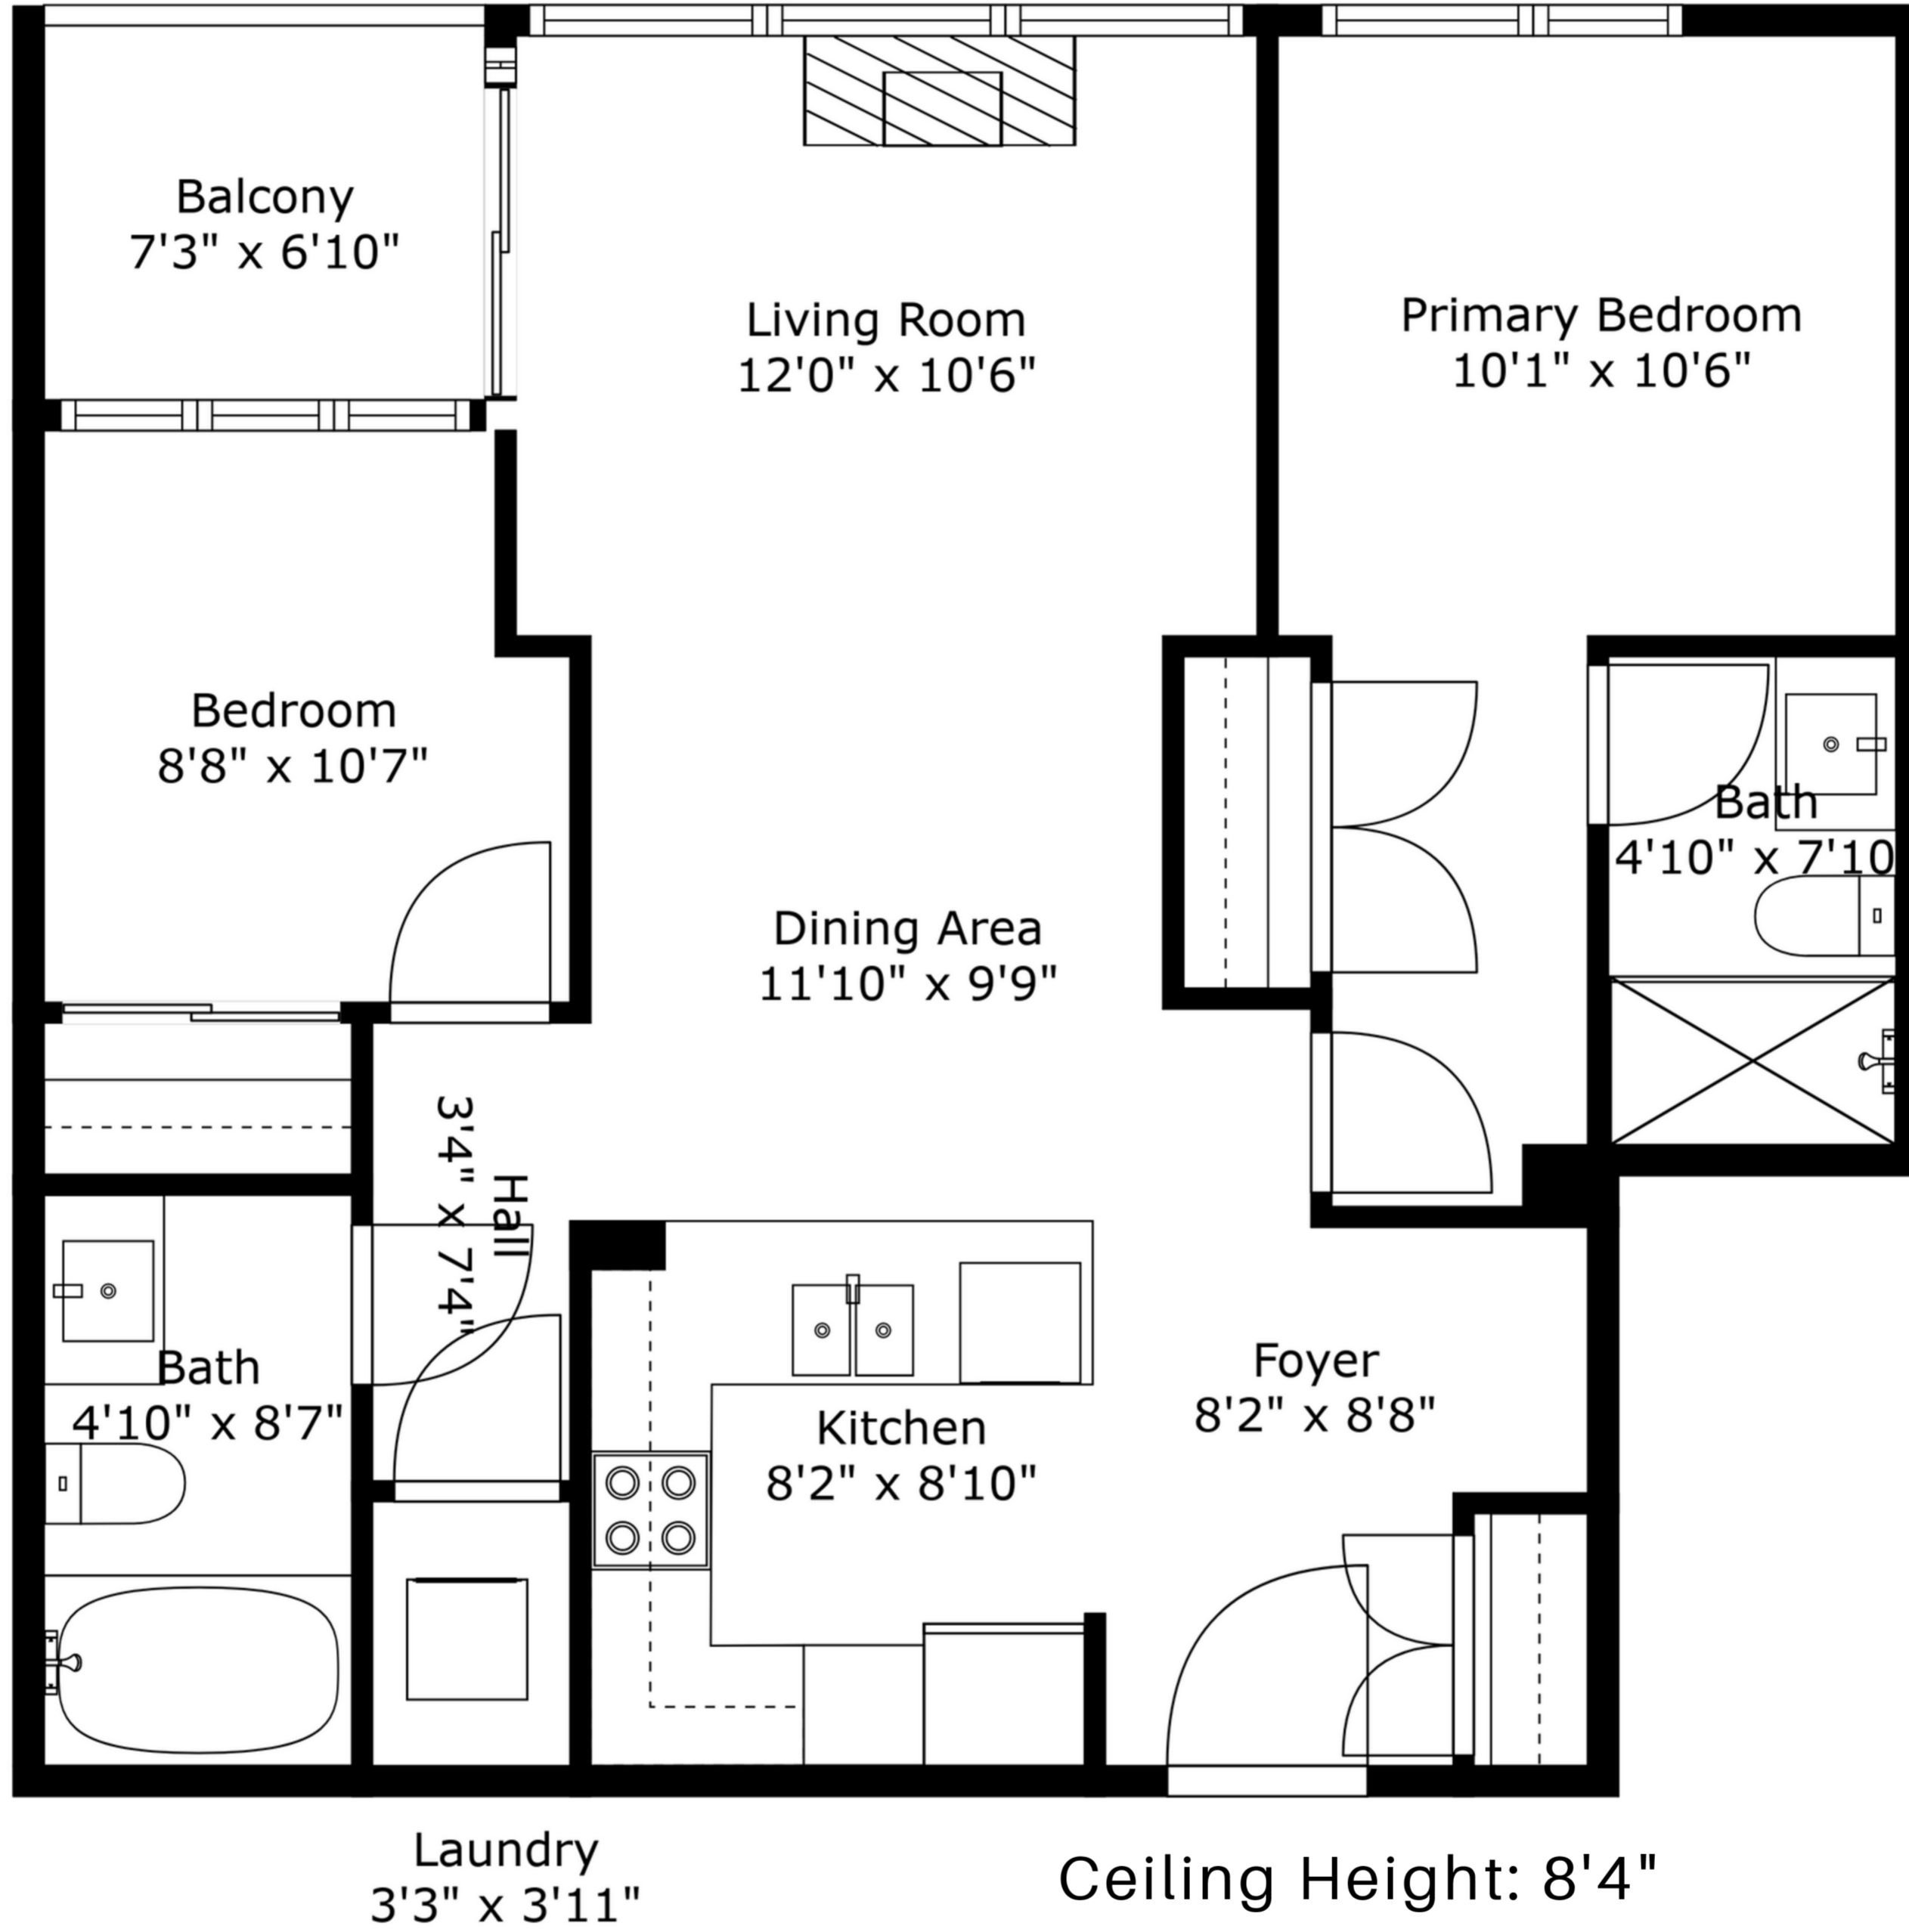 Balcony
7'3" x 6'10"
Living Room
12'0" x 10'6"
Primary Bedroom
10'1" x 10'6"
Bedroom
8'8" x 10'7"
Bath
4'10" x 7'10
Dining Area
11'10" x 9'9"
Hall
3'4" x 7'4"
Bath
4'10" x 8'7"
Kitchen
8'2" x 8'10"
Foyer
8'2" x 8'8"
Laundry
3'3" x 3'11"
Ceiling Height: 8'4"